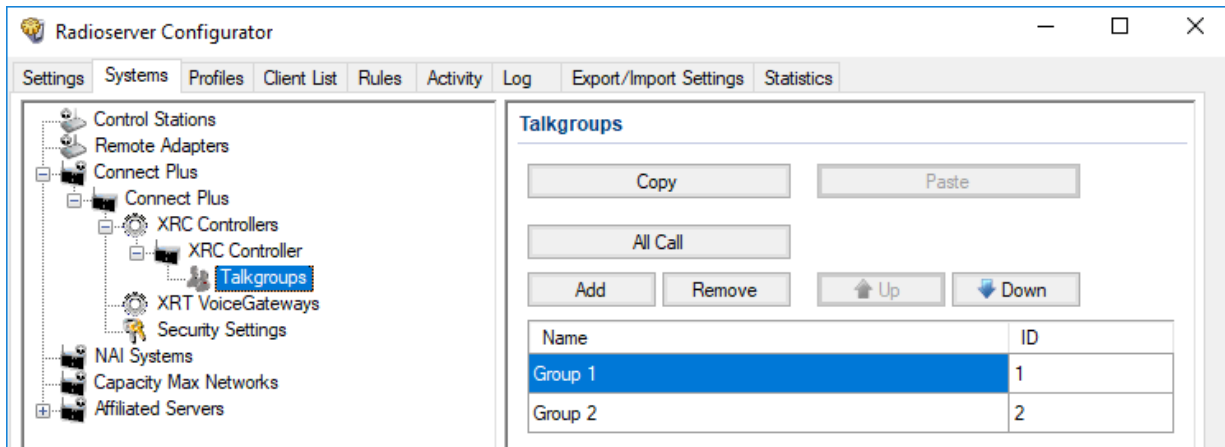 Radioserver Configurator
Settings Systems Profiles Client List Rules Activity Log Export/Import Settings Statistics
Control Stations
Remote Adapters
Connect Plus
Connect Plus
XRC Controllers
XRC Controller
Talkgroups
XRT VoiceGateways
Security Settings
NAI Systems
Capacity Max Networks
Affiliated Servers
Talkgroups
Copy Paste
All Call
Add Remove Up Down
Name ID
Group 1 1
Group 2 2